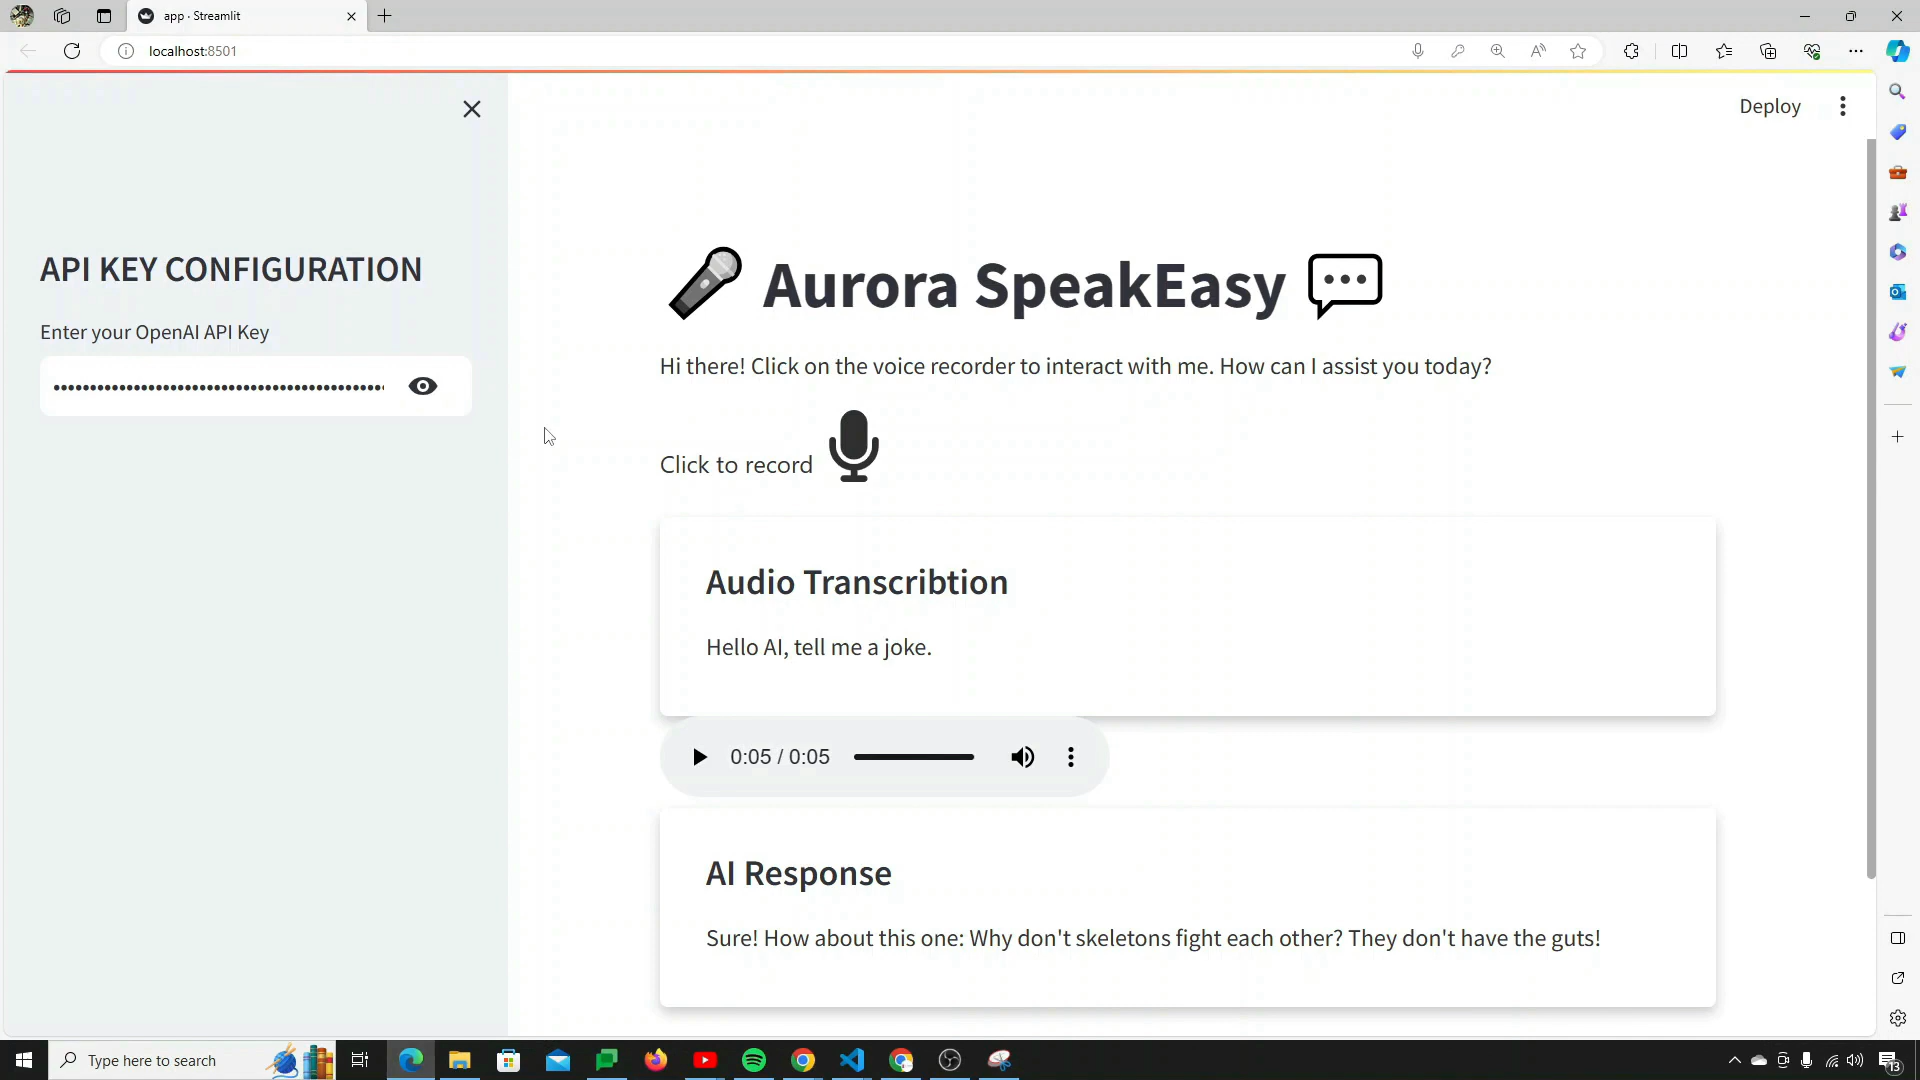 app · Streamlit
localhost:8501
Deploy
API KEY CONFIGURATION
Enter your OpenAI API Key
Aurora SpeakEasy
Hi there! Click on the voice recorder to interact with me. How can I assist you today?
Click to record
Audio Transcribtion
Hello AI, tell me a joke.
0:05 / 0:05
AI Response
Sure! How about this one: Why don't skeletons fight each other? They don't have the guts!
Type here to search
13